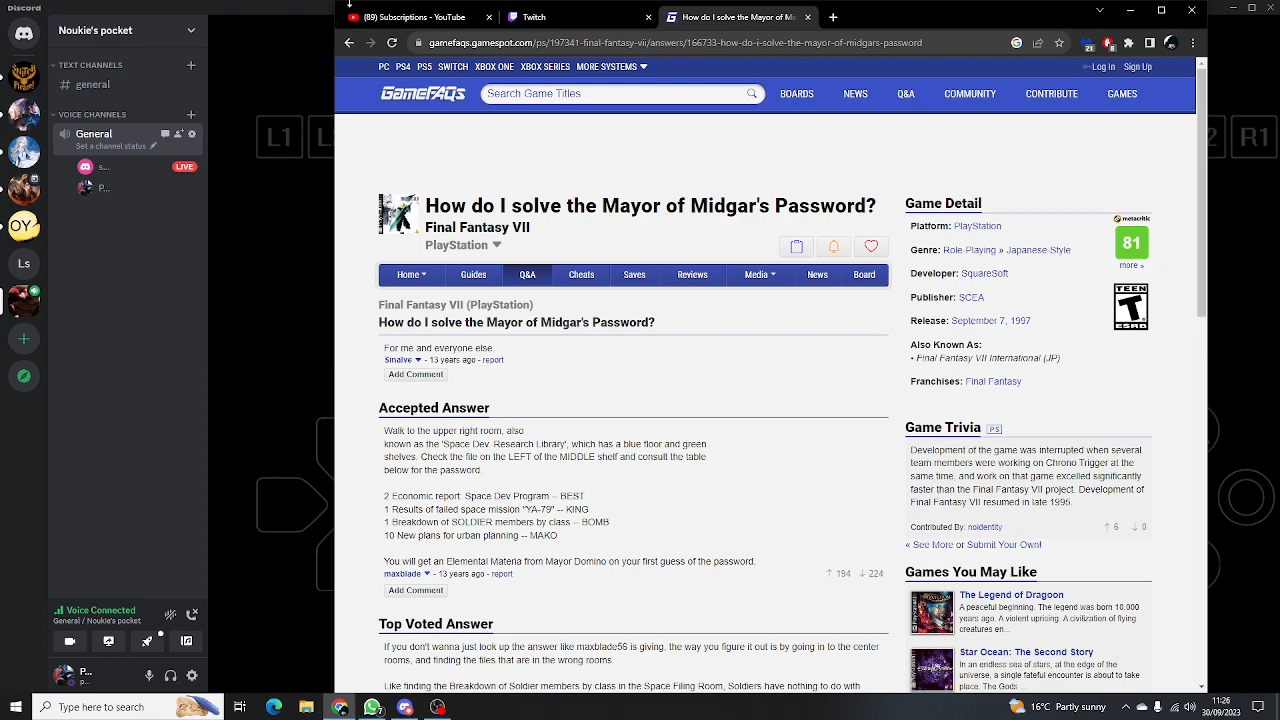 Discord
Noukie's pocket
TEXT CHANNELS
general
VOICE CHANNELS
General
Set a channel status
s...
LIVE
P...
OY
Ls
Voice Connected
General / Noukie's pocket
P...
p...
(89) Subscriptions - YouTube
Twitch
How do I solve the Mayor of Mi
gamefaqs.gamespot.com/ps/197341-final-fantasy-vii/answers/166733-how-do-i-solve-the-mayor-of-midgars-password
23
8
PC PS4 PS5 SWITCH XBOX ONE XBOX SERIES MORE SYSTEMS
Log In Sign Up
GameFAQs
Search Game Titles
BOARDS NEWS Q&A COMMUNITY CONTRIBUTE GAMES
L1
2
R1
How do I solve the Mayor of Midgar's Password?
Final Fantasy VII
PlayStation
Home Guides Q&A Cheats Saves Reviews Media News Board
Final Fantasy VII (PlayStation)
How do I solve the Mayor of Midgar's Password?
For me and everyone else.
Sinalve - 13 years ago - report
Add Comment
Accepted Answer
Walk to the upper right room, also
known as the 'Space Dev. Research Library', which has a blue floor and green
shelves. Check the file on the LEFT of the MIDDLE shelf and consult the table
below for the password.
2 Economic report: Space Dev Program -- BEST
1 Results of failed space mission "YA-79" -- KING
1 Breakdown of SOLDIER members by class -- BOMB
10 New plans for urban planning -- MAKO
You will get an Elemental Materia from Mayor Domino on your first guess of the password.
maxblade - 13 years ago - report
194 224
Add Comment
Top Voted Answer
If you don't wanna just look up the answer like maxblade56 is giving, the way you figure it out is by going in to the center
rooms, and finding the files that are in the wrong rooms.
Like finding the Breakdown of Soldier members by class in the Space Filing Room, Soldiers have nothing to do with
Game Detail
Platform: PlayStation
Genre: Role-Playing » Japanese-Style
Developer: SquareSoft
Publisher: SCEA
Release: September 7, 1997
Also Known As:
• Final Fantasy VII International (JP)
Franchises: Final Fantasy
metacritic
81
more »
TEEN
T
ESRB
Game Trivia PS
Development of the game was interrupted when several
team members were working on Chrono Trigger at the
same time, and work on that game excelled significantly
faster than the Final Fantasy VII project. Development of
Final Fantasy VII resumed in late 1995.
Contributed By: noidentity
6 0
« See More or Submit Your Own!
Games You May Like
The Legend of Dragoon
A peaceful beginning. The legend was born 10,000
years ago. A violent uprising. A civilization of flying
creatures en...
Star Ocean: The Second Story
In an endless sea of stars, at the edge of the
universe, a single fateful encounter is about to take
place. The Gods ...
Type here to search
7
16°C Partly sunny
11:26
30/09/2023